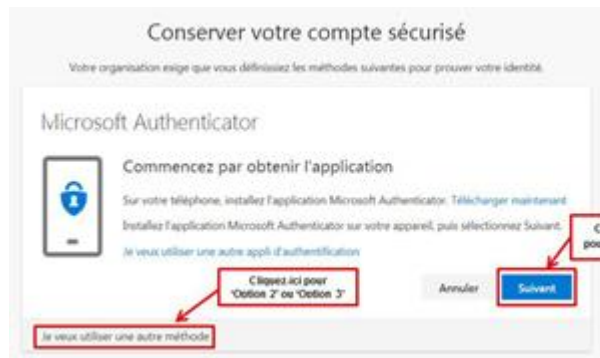 Conserver votre compte sécurisé
Votre organisation exige que vous définissiez les méthodes suivantes pour prouver votre identité.
Microsoft Authenticator
Commencez par obtenir l'application
Sur votre téléphone, installez l'application Microsoft Authenticator. Télécharger maintenant
Installez l'application Microsoft Authenticator sur votre appareil, puis sélectionnez Suivant.
Je veux utiliser une autre appli d'authentification
Cliquez ici pour
'Option 2' ou 'Option 3'
Annuler
Suivant
Je veux utiliser une autre méthode